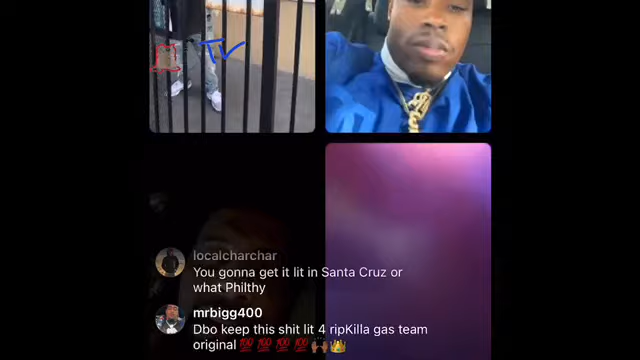 TV
localcharchar
You gonna get it lit in Santa Cruz or
what Philthy
mrbigg400
Dbo keep this shit lit 4 ripKilla gas team
original 💯 💯 💯 💯 🙌🏾 👑